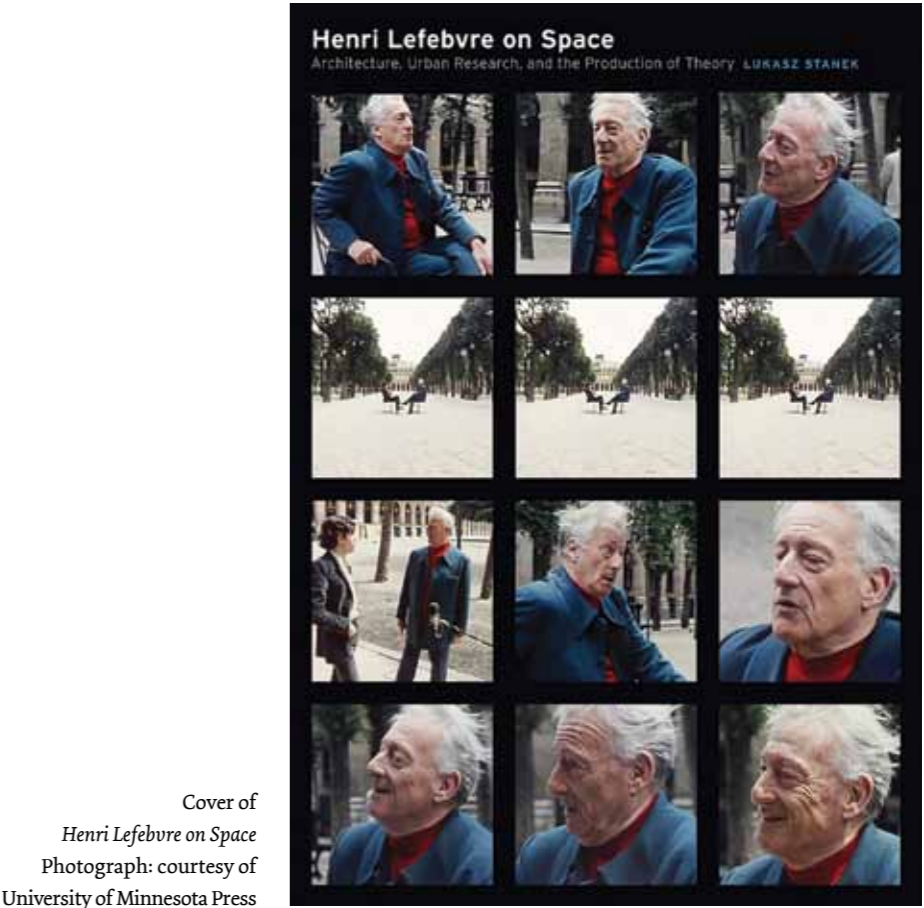 Henri Lefebvre on Space
Architecture, Urban Research, and the Production of Theory ŁUKASZ STANEK
Cover of
Henri Lefebvre on Space
Photograph: courtesy of
University of Minnesota Press